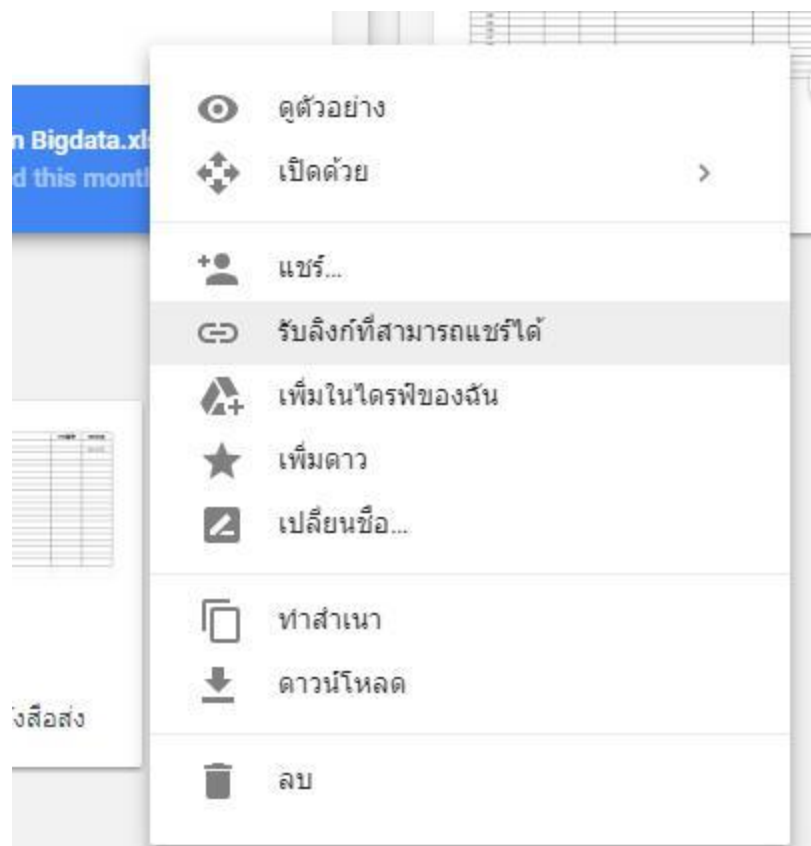 n Bigdata.xls
d this month
ดูตัวอย่าง
เปิดด้วย
แชร์...
รับลิงก์ที่สามารถแชร์ได้
เพิ่มในไดรฟ์ของฉัน
เพิ่มดาว
เปลี่ยนชื่อ...
ทำสำเนา
ดาวน์โหลด
งสือส่ง
ลบ